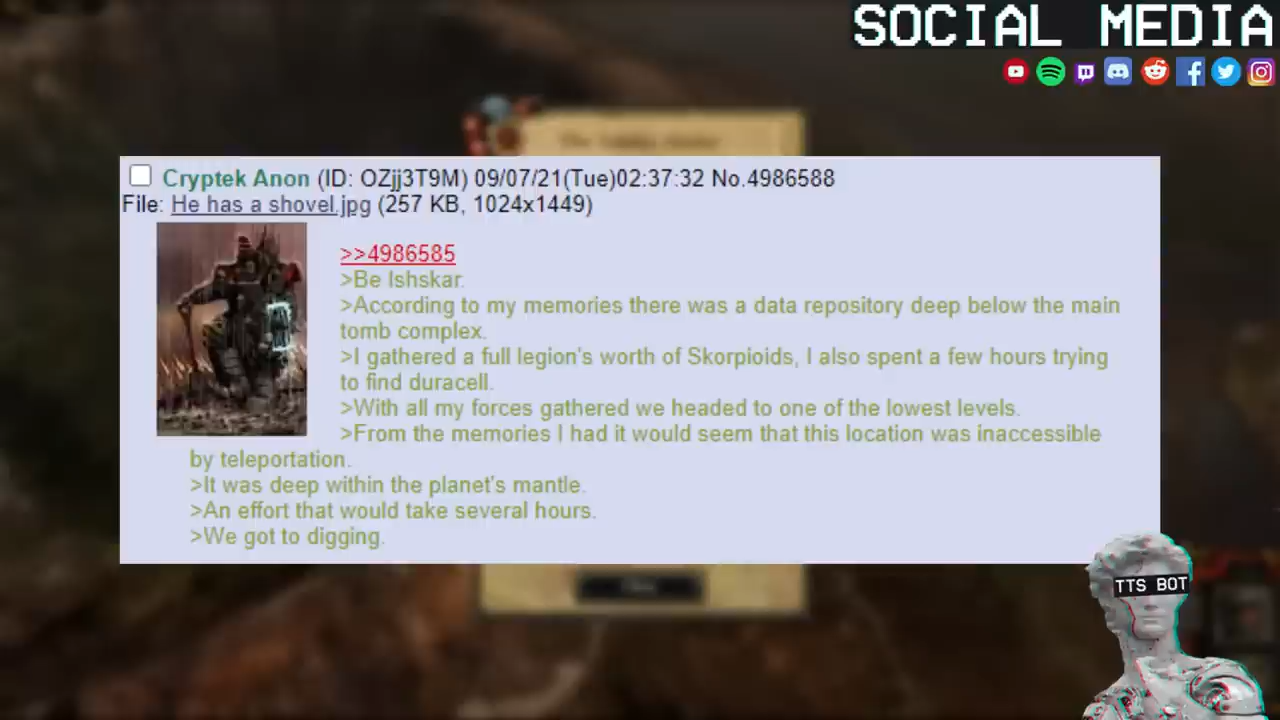 SOCIAL MEDIA
Cryptek Anon (ID: OZjj3T9M) 09/07/21(Tue)02:37:32 No.4986588
File: He has a shovel.jpg (257 KB, 1024x1449)
>>4986585
>Be Ishskar.
>According to my memories there was a data repository deep below the main
tomb complex.
>I gathered a full legion's worth of Skorpioids, I also spent a few hours trying
to find duracell.
>With all my forces gathered we headed to one of the lowest levels.
>From the memories I had it would seem that this location was inaccessible
by teleportation.
>It was deep within the planet's mantle.
>An effort that would take several hours.
>We got to digging.
TTS BOT